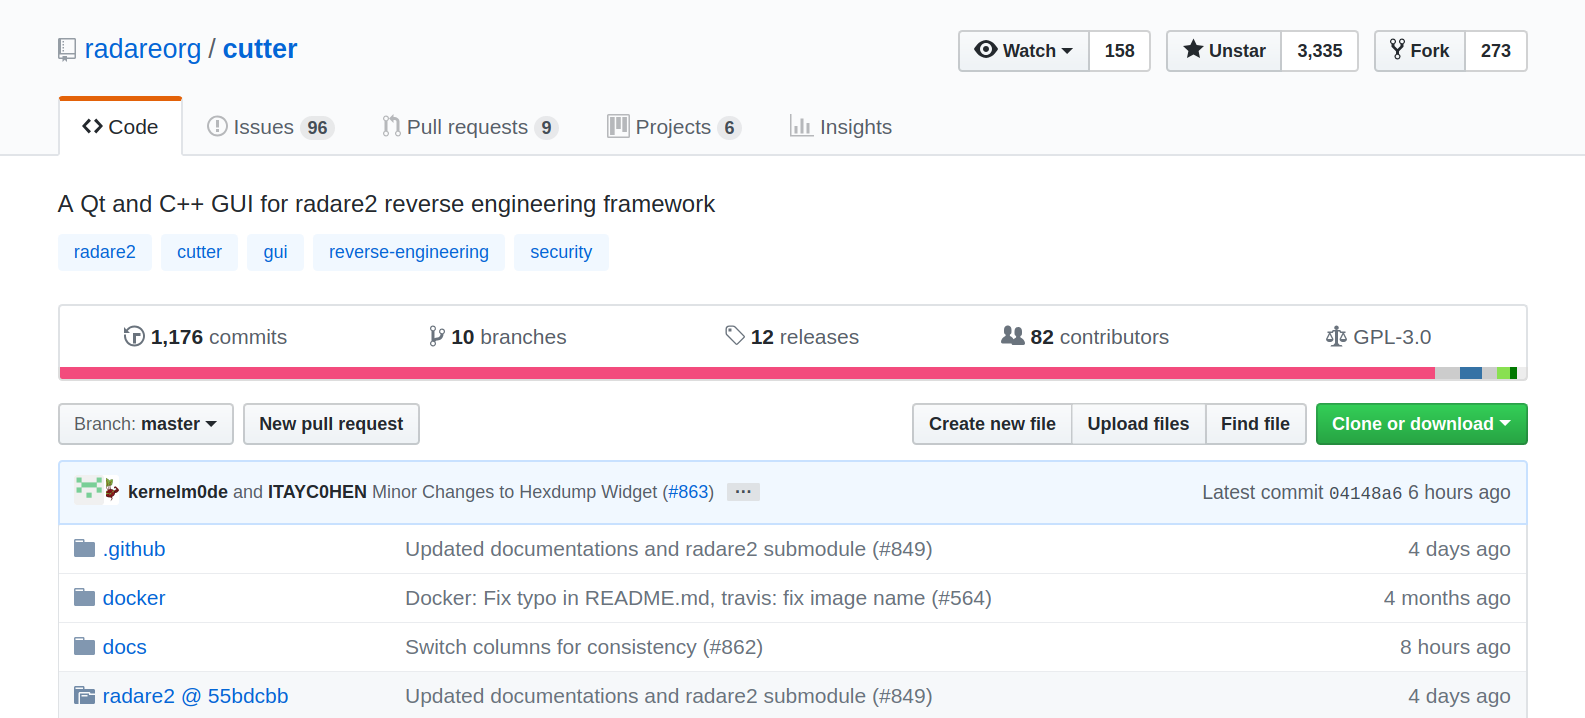 radareorg / cutter
Watch 158 Unstar 3,335 Fork 273
Code Issues 96 Pull requests 9 Projects 6 Insights
A Qt and C++ GUI for radare2 reverse engineering framework
radare2 cutter gui reverse-engineering security
1,176 commits 10 branches 12 releases 82 contributors GPL-3.0
Branch: master New pull request Create new file Upload files Find file Clone or download
kernelm0de and ITAYC0HEN Minor Changes to Hexdump Widget (#863) ... Latest commit 04148a6 6 hours ago
.github Updated documentations and radare2 submodule (#849) 4 days ago
docker Docker: Fix typo in README.md, travis: fix image name (#564) 4 months ago
docs Switch columns for consistency (#862) 8 hours ago
radare2 @ 55bdcbb Updated documentations and radare2 submodule (#849) 4 days ago